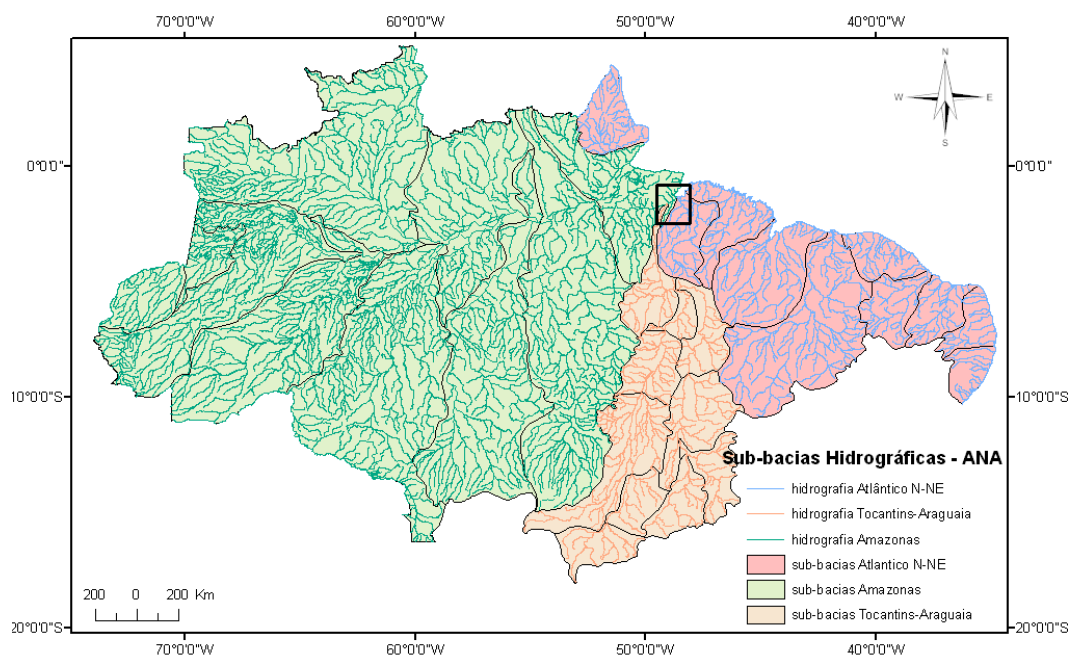 70°0'0"W 60°0'0"W 50°0'0"W 40°0'0"W
N
W E
S
0°0'0" 0°0'0"
10°0'0"S 10°0'0"S
Sub-bacias Hidrográficas - ANA
hidrografia Atlântico N-NE
hidrografia Tocantins-Araguaia
hidrografia Amazonas
sub-bacias Atlantico N-NE
sub-bacias Amazonas
sub-bacias Tocantins-Araguaia
200 0 200 Km
20°0'0"S 20°0'0"S
70°0'0"W 60°0'0"W 50°0'0"W 40°0'0"W